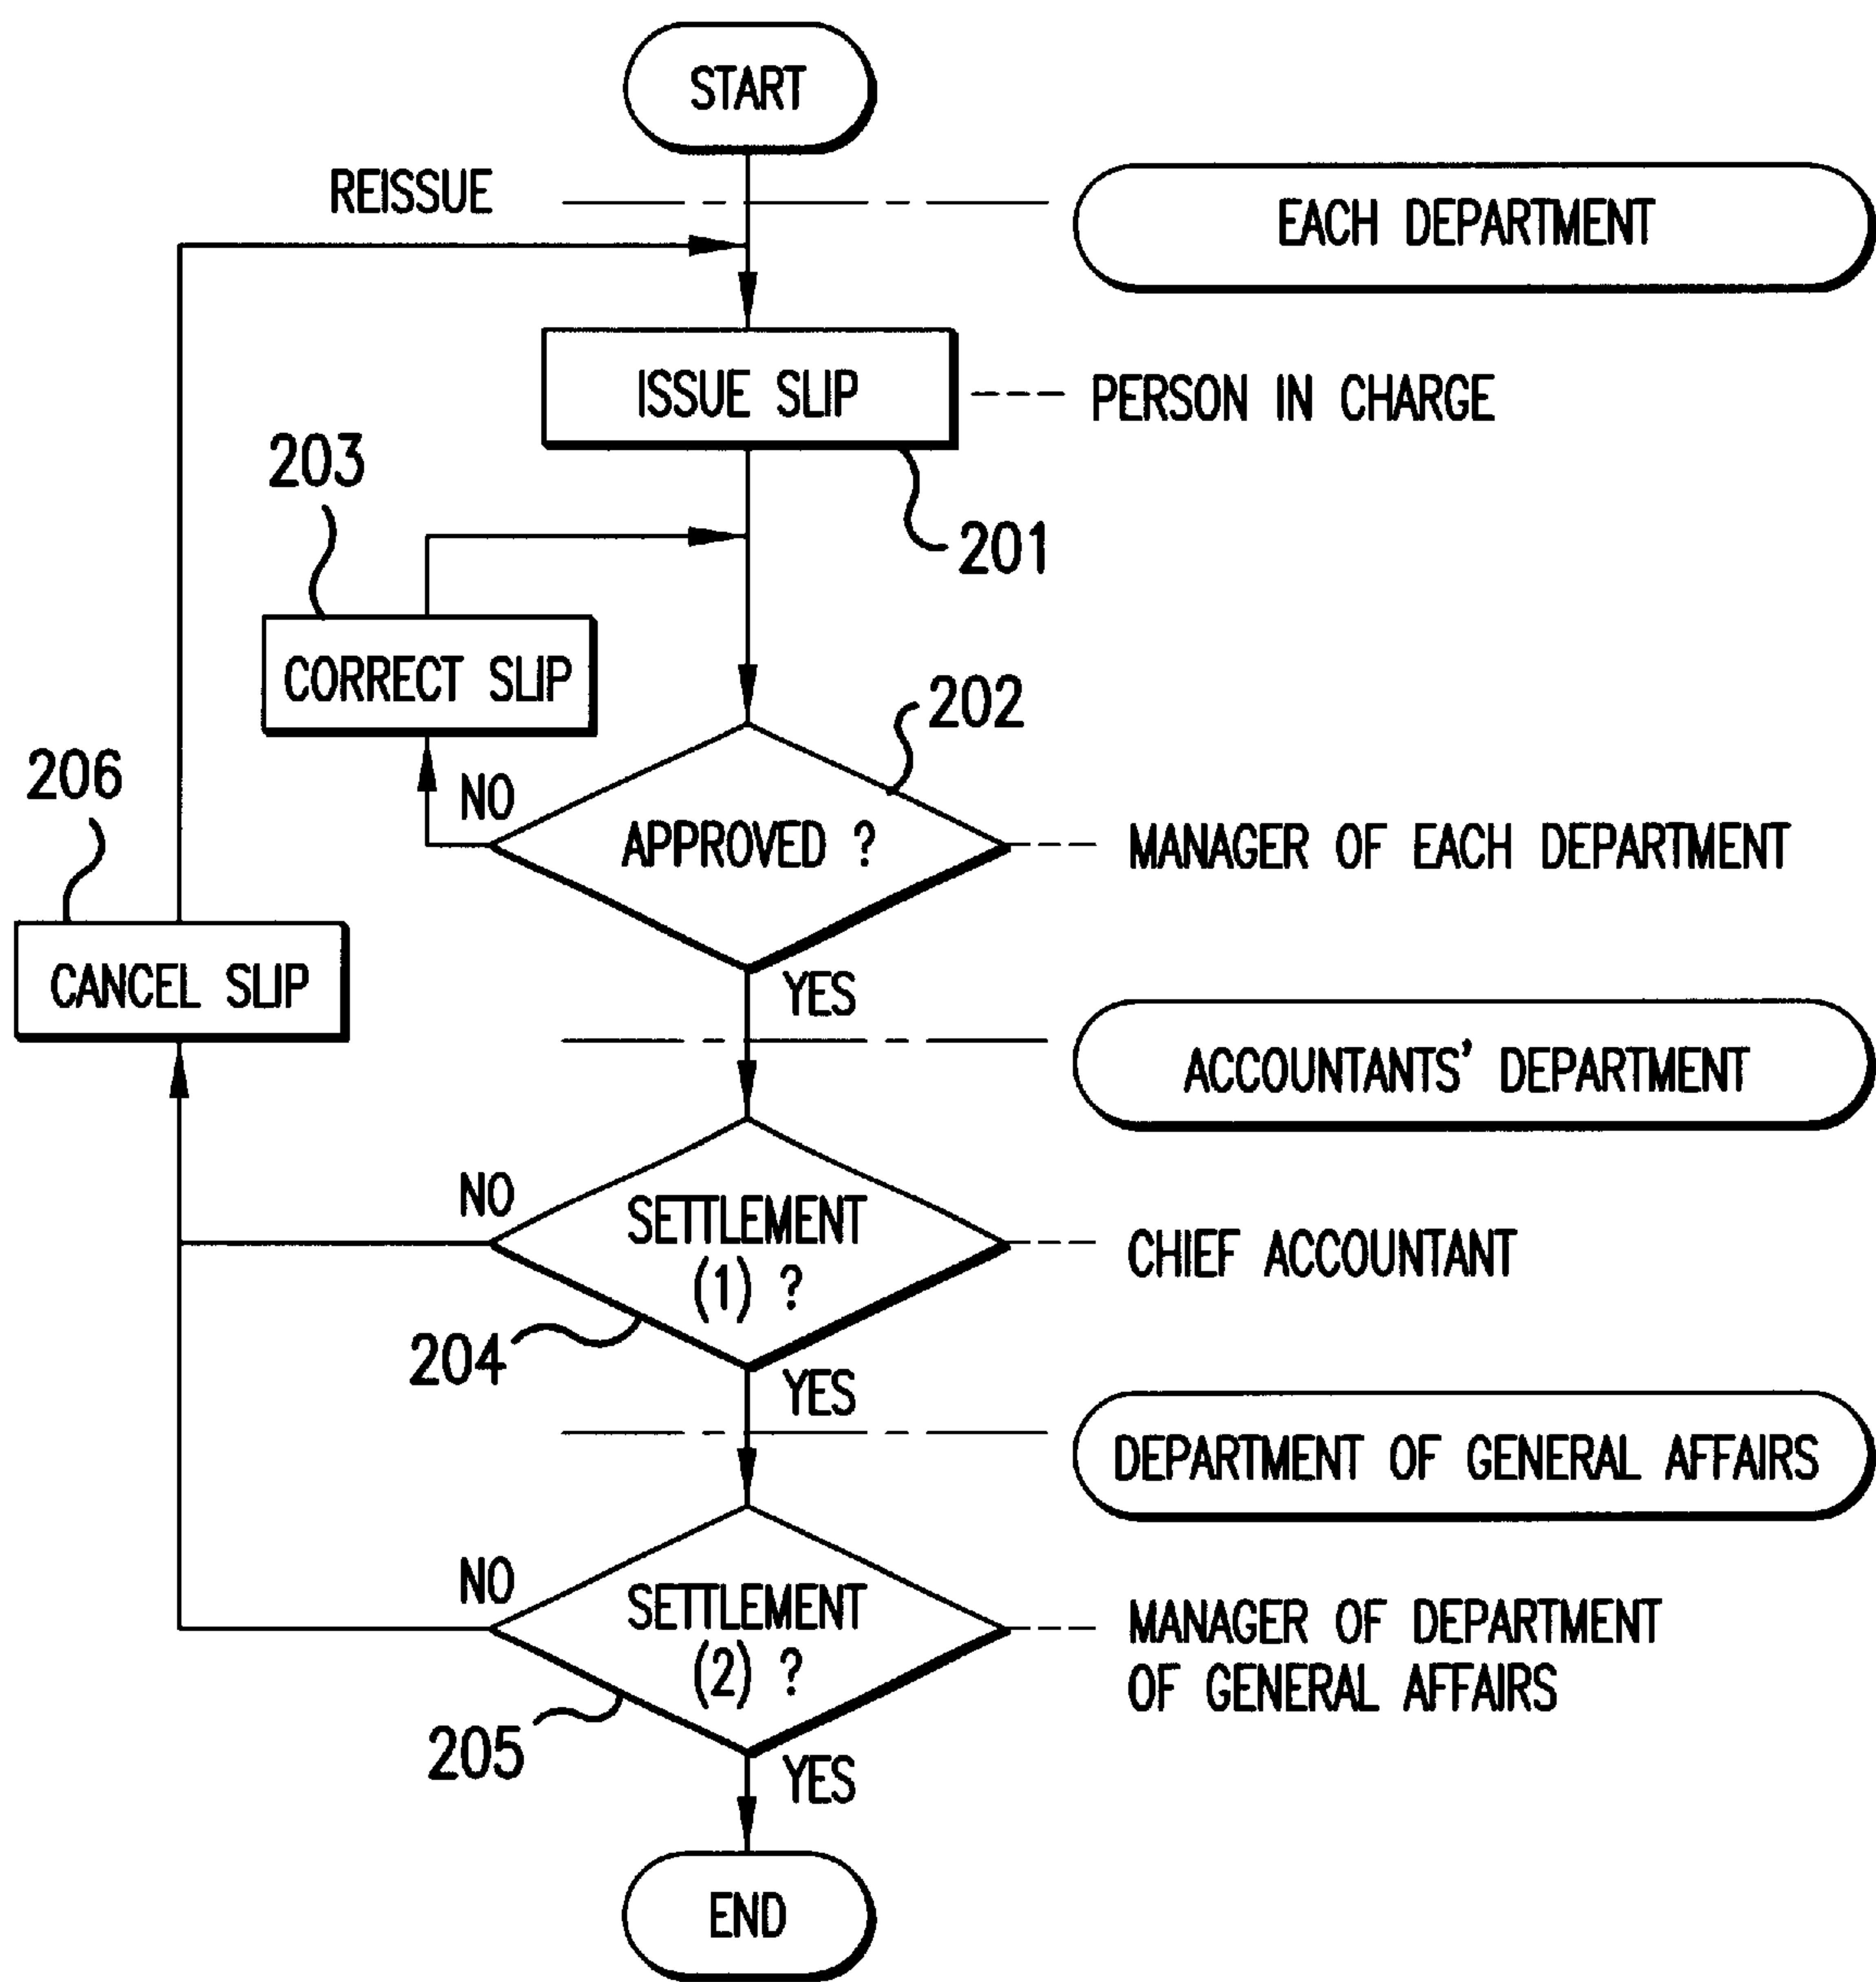 START
REISSUE
EACH DEPARTMENT
ISSUE SLIP
PERSON IN CHARGE
203
201
CORRECT SLIP
202
206
NO
APPROVED ?
MANAGER OF EACH DEPARTMENT
CANCEL SLIP
YES
ACCOUNTANTS' DEPARTMENT
NO
SETTLEMENT
(1) ?
CHIEF ACCOUNTANT
204
YES
DEPARTMENT OF GENERAL AFFAIRS
NO
SETTLEMENT
(2) ?
MANAGER OF DEPARTMENT
OF GENERAL AFFAIRS
205
YES
END